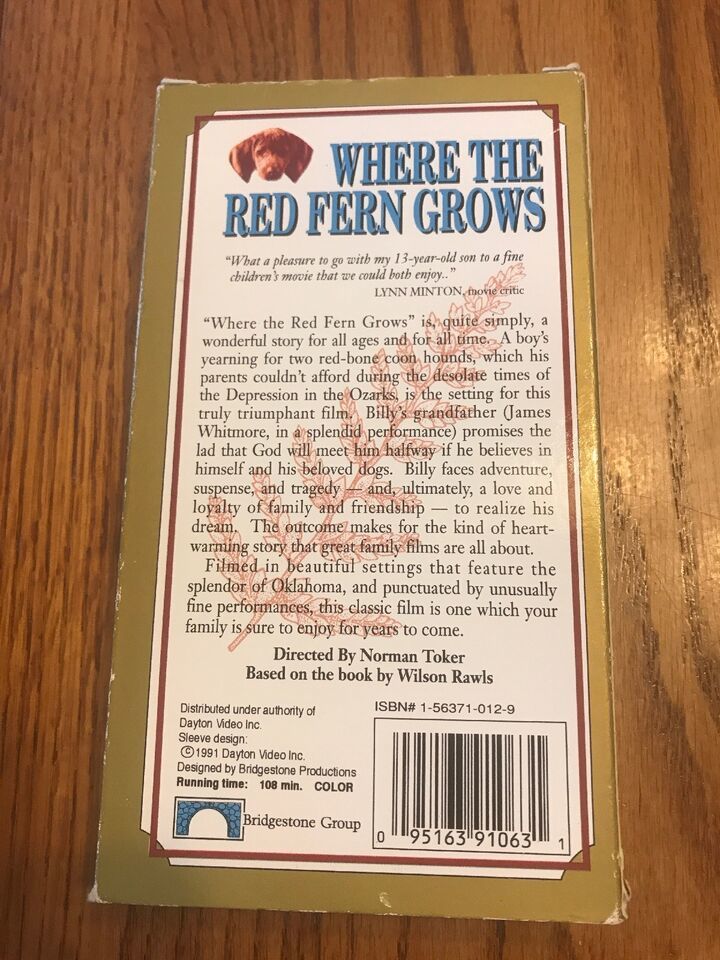 WHERE THE
RED FERN GROWS
"What a pleasure to go with my 13-year-old son to a fine
children's movie that we could both enjoy.."
LYNN MINTON, movie critic
"Where the Red Fern Grows" is, quite simply, a
wonderful story for all ages and for all time. A boy's
yearning for two red-bone coon hounds, which his
parents couldn't afford during the desolate times of
the Depression in the Ozarks, is the setting for this
truly triumphant film. Billy's grandfather (James
Whitmore, in a splendid performance) promises the
lad that God will meet him halfway if he believes in
himself and his beloved dogs. Billy faces adventure,
suspense, and tragedy — and, ultimately, a love and
loyalty of family and friendship — to realize his
dream. The outcome makes for the kind of heart-
warming story that great family films are all about.
Filmed in beautiful settings that feature the
splendor of Oklahoma, and punctuated by unusually
fine performances, this classic film is one which your
family is sure to enjoy for years to come.
Directed By Norman Toker
Based on the book by Wilson Rawls
Distributed under authority of
Dayton Video Inc.
Sleeve design:
©1991 Dayton Video Inc.
Designed by Bridgestone Productions
Running time: 108 min. COLOR
Bridgestone Group
ISBN# 1-56371-012-9
0 95163 91063 1